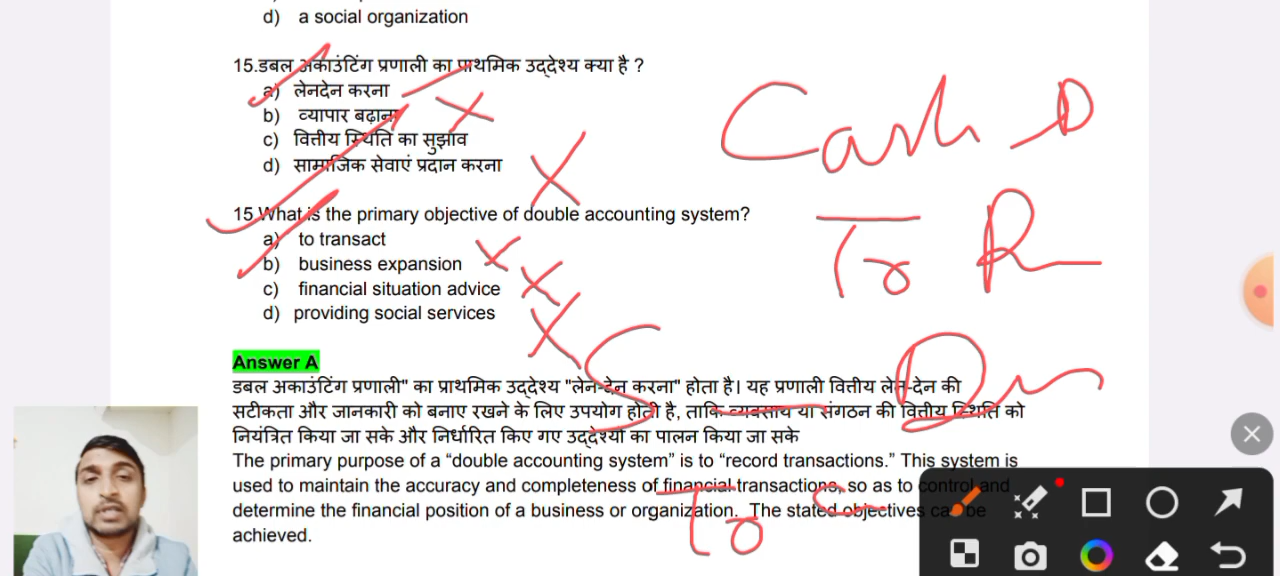 d) a social organization
15.डबल अकाउंटिंग प्रणाली का प्राथमिक उद्देश्य क्या है ?
a) लेनदेन करना
b) व्यापार बढ़ाना
c) वित्तीय स्थिति का सुझाव
d) सामाजिक सेवाएं प्रदान करना
15 What is the primary objective of double accounting system?
a) to transact
b) business expansion
c) financial situation advice
d) providing social services
Answer A
डबल अकाउंटिंग प्रणाली" का प्राथमिक उद्देश्य "लेन-देन करना" होता है। यह प्रणाली वित्तीय लेन-देन की
सटीकता और जानकारी को बनाए रखने के लिए उपयोग होती है, ताकि व्यवसाय या संगठन की वित्तीय स्थिति को
नियंत्रित किया जा सके और निर्धारित किए गए उद्देश्यों का पालन किया जा सके
The primary purpose of a “double accounting system” is to “record transactions.” This system is
used to maintain the accuracy and completeness of financial transactions, so as to control and
determine the financial position of a business or organization. The stated objectives can be
achieved.
Cash D
To R
S
To